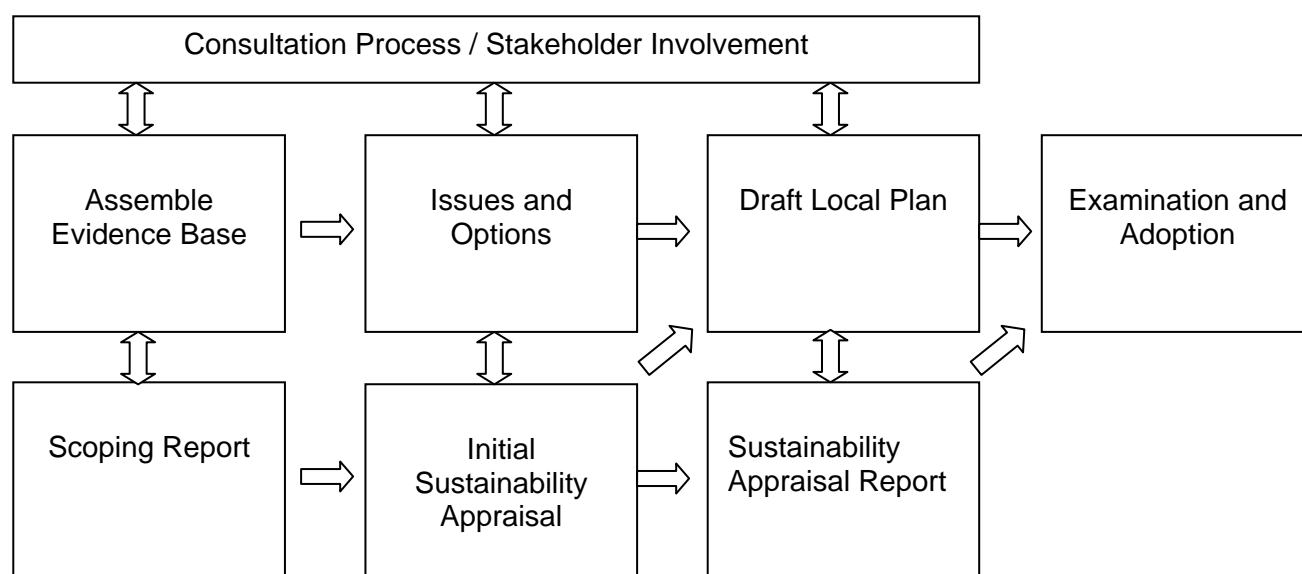 Consultation Process / Stakeholder Involvement
Assemble
Evidence Base
Issues and
Options
Draft Local Plan
Examination and
Adoption
Scoping Report
Initial
Sustainability
Appraisal
Sustainability
Appraisal Report